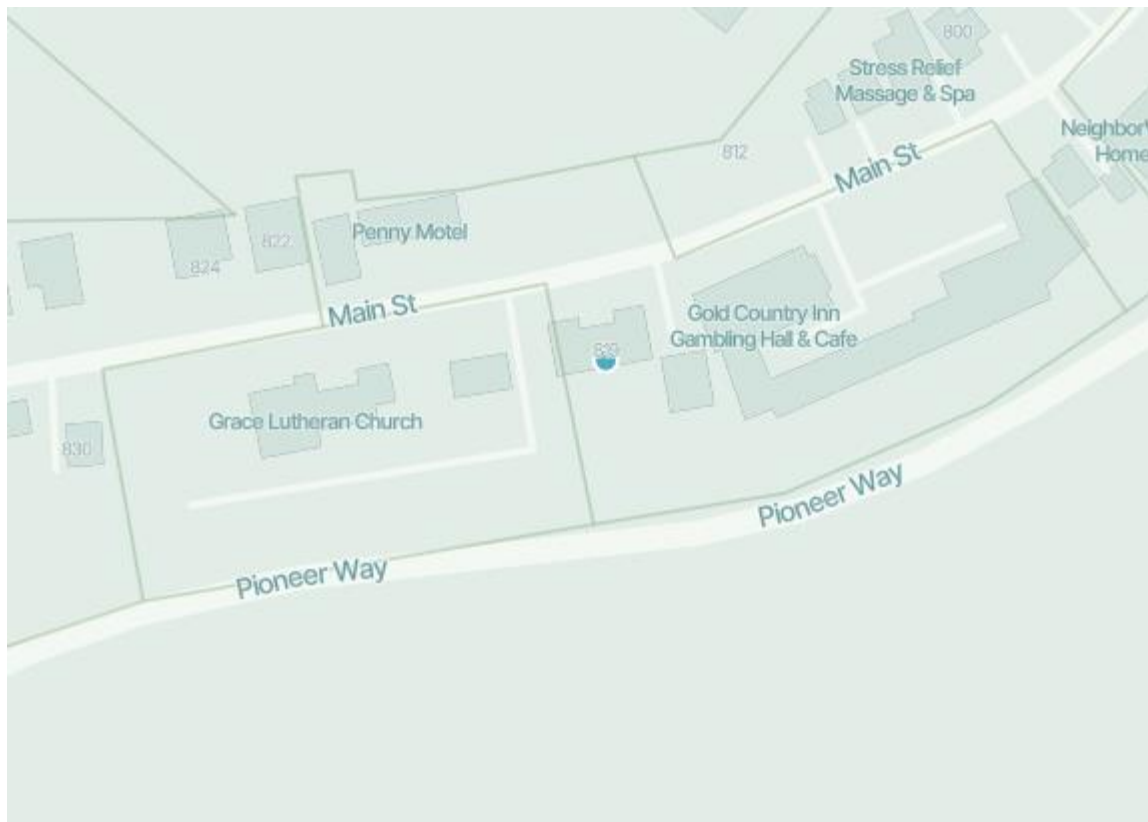 800
Stress Relief
Massage & Spa
Neighbor'
Home
812
Main St
Penny Motel
822
824
Main St
Gold Country Inn
Gambling Hall & Cafe
Grace Lutheran Church
830
Pioneer Way
Pioneer Way